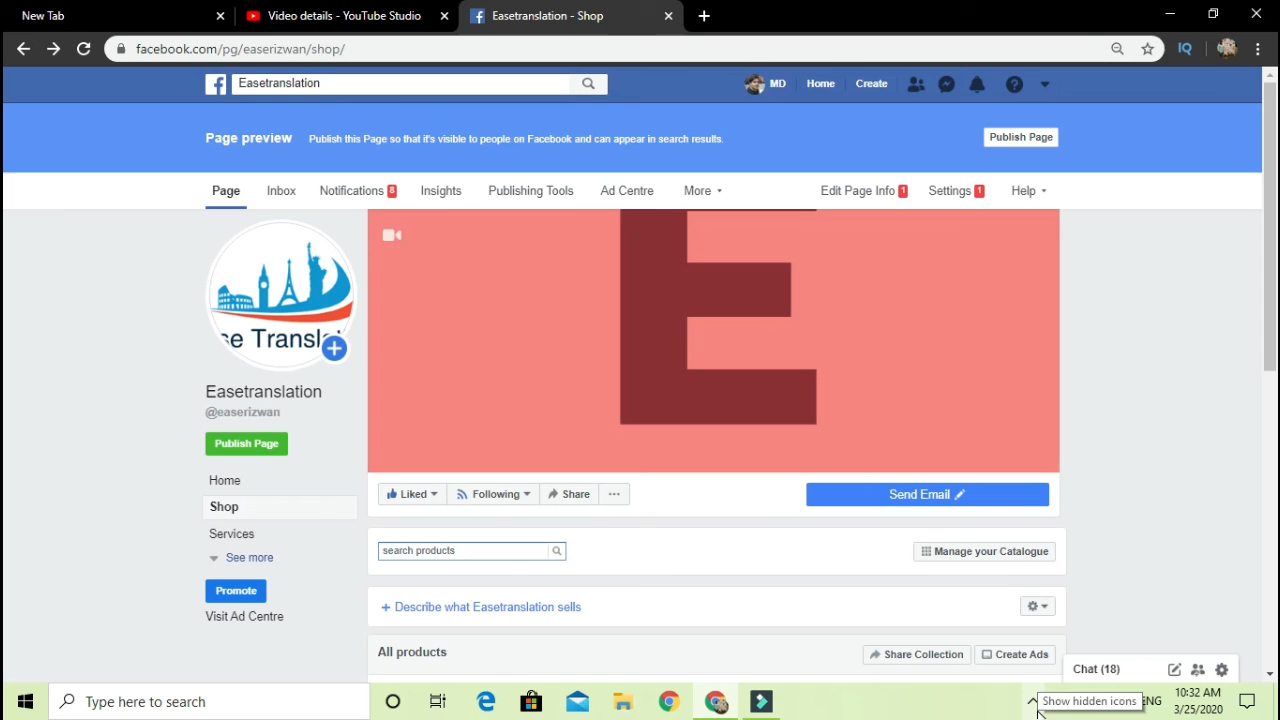 New Tab
Video details - YouTube Studio
Easetranslation - Shop
facebook.com/pg/easerizwan/shop/
IQ
Easetranslation
MD
Home
Create
Page preview
Publish this Page so that it's visible to people on Facebook and can appear in search results.
Publish Page
Page
Inbox
Notifications 8
Insights
Publishing Tools
Ad Centre
More
Edit Page Info 1
Settings 1
Help
E
se Transl
Easetranslation
@easerizwan
Publish Page
Home
Shop
Services
See more
Promote
Visit Ad Centre
Liked
Following
Share
Send Email
search products
Manage your Catalogue
+ Describe what Easetranslation sells
All products
Share Collection
Create Ads
Chat (18)
Type here to search
Show hidden icons
ENG
10:32 AM
3/25/2020